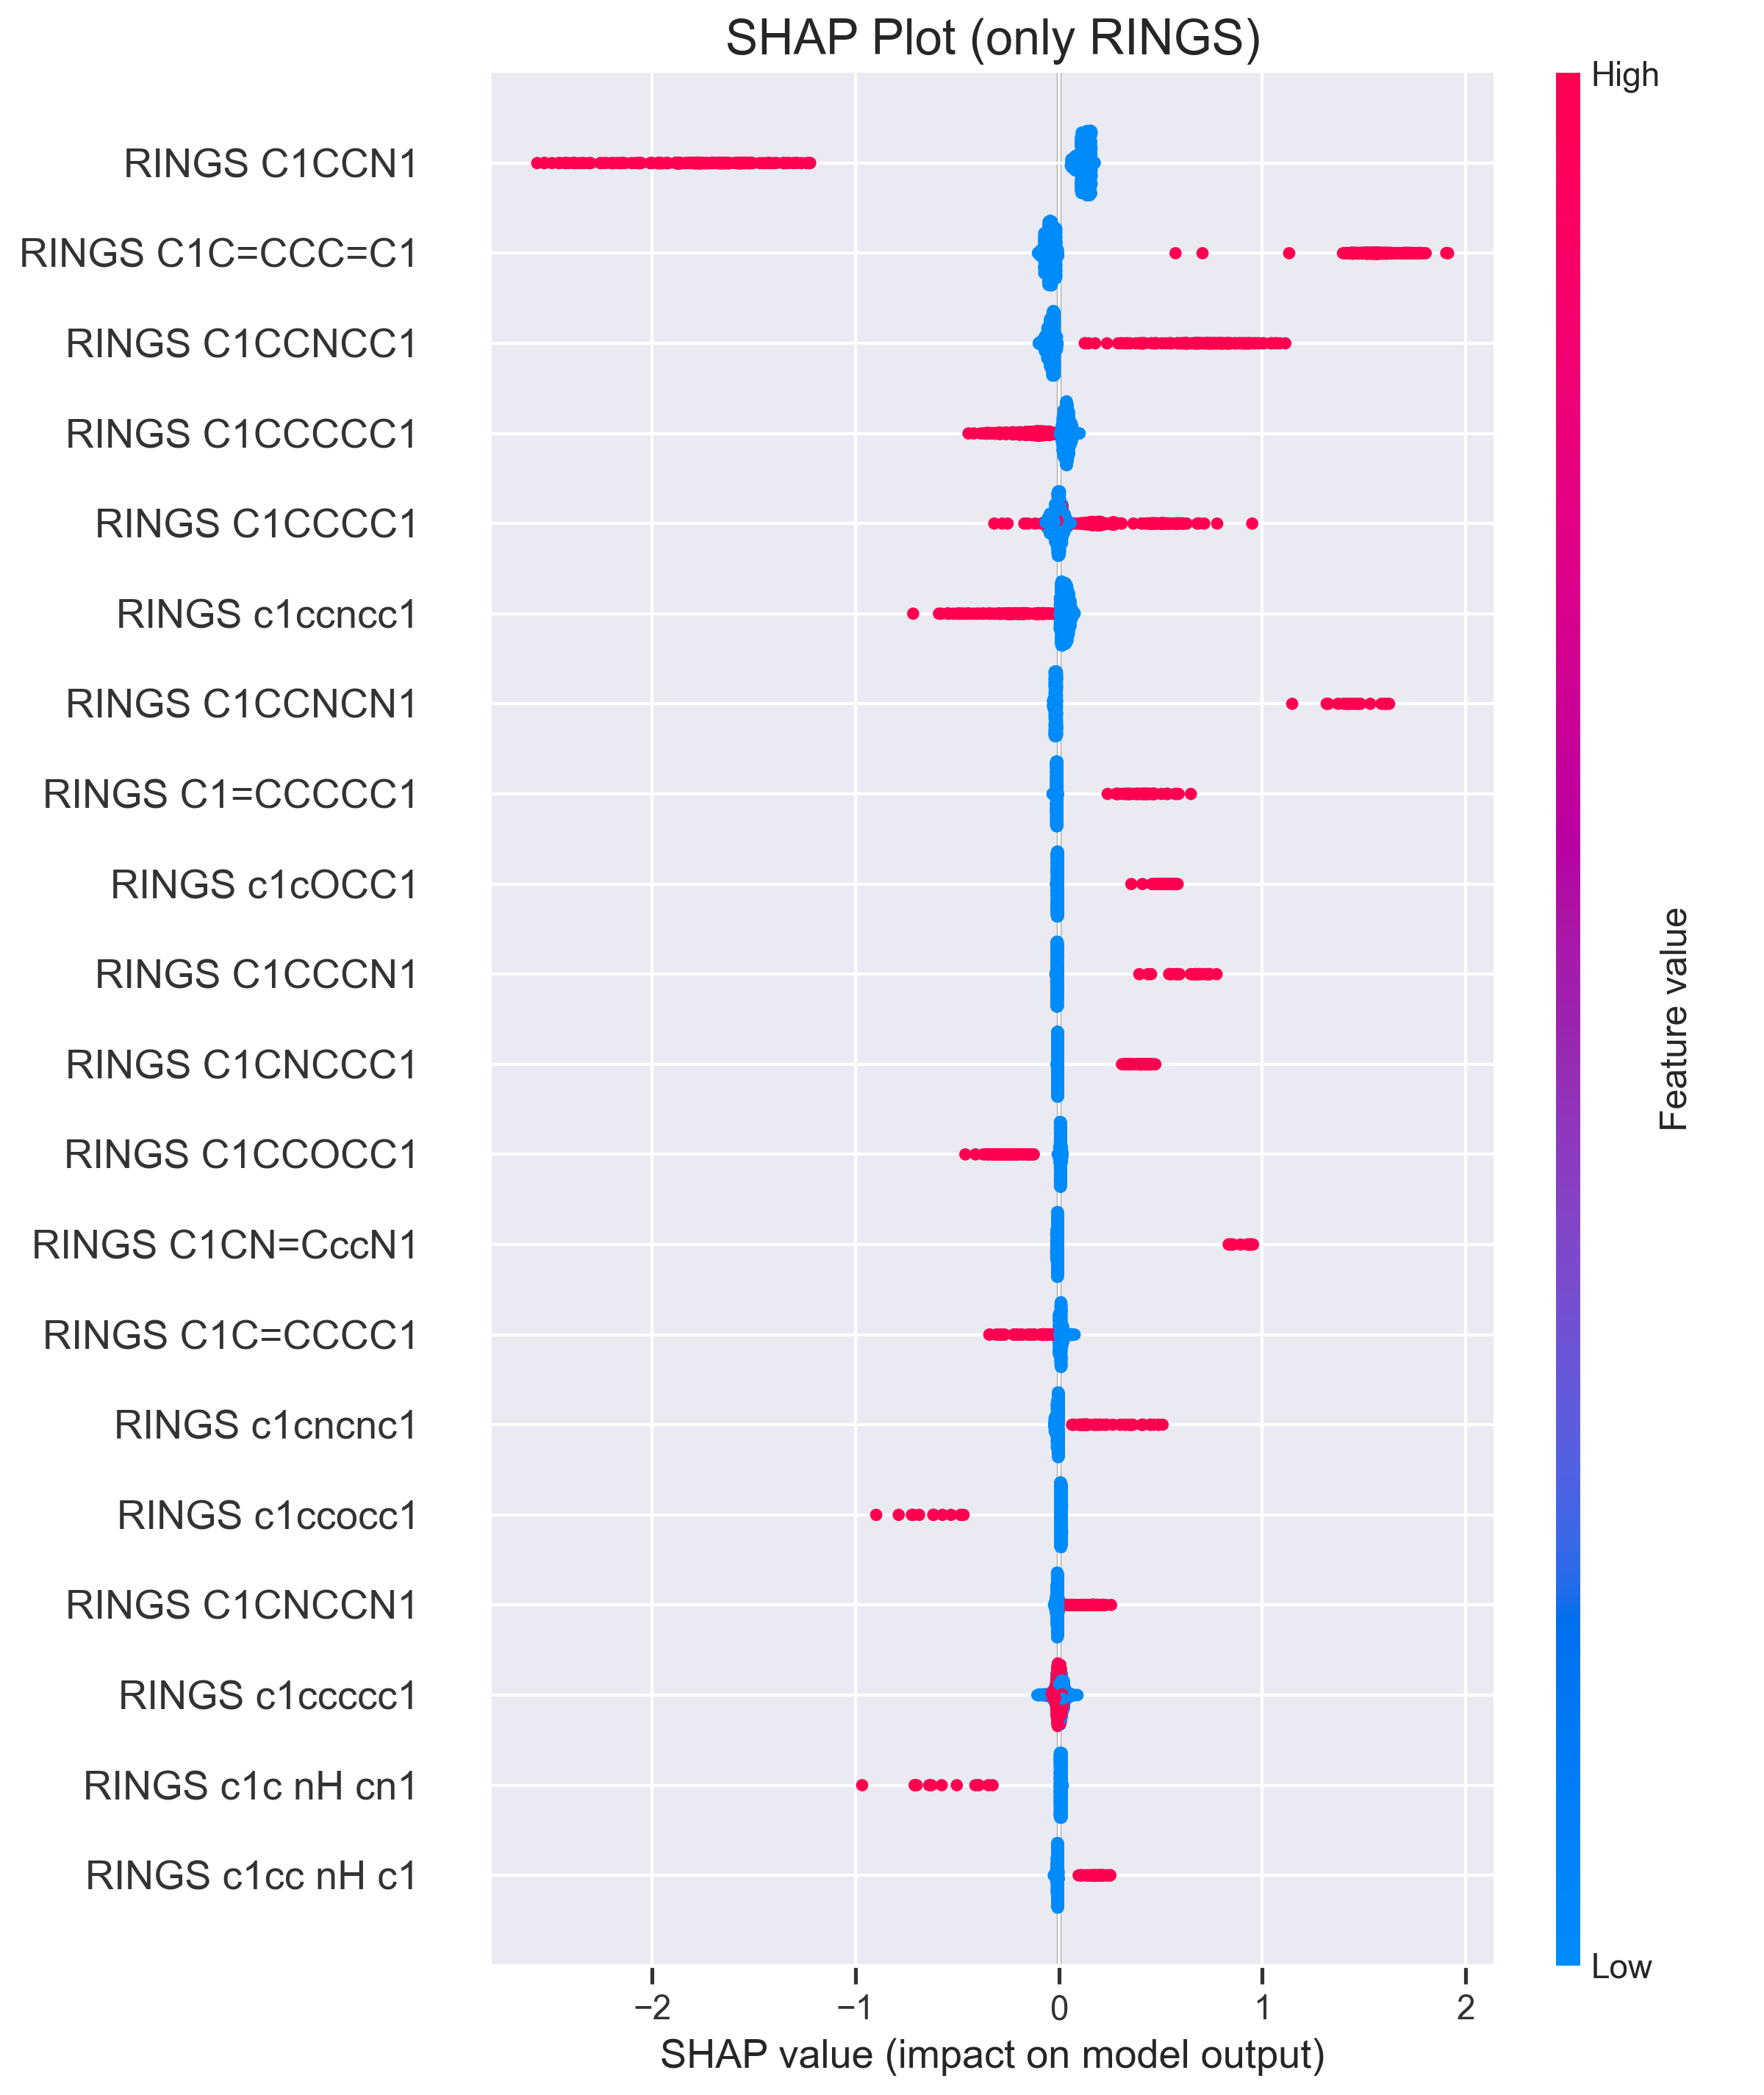 SHAP Plot (only RINGS)
High
RINGS C1CCN1
RINGS C1C=CCC=C1
RINGS C1CCNCC1
RINGS C1CCCCC1
RINGS C1CCCC1
RINGS c1ccncc1
RINGS C1CCNCN1
RINGS C1=CCCCC1
RINGS c1cOCC1
RINGS C1CCCN1
RINGS C1CNCCC1
RINGS C1CCOCC1
RINGS C1CN=CccN1
RINGS C1C=CCCC1
RINGS c1cncnc1
RINGS c1ccocc1
RINGS C1CNCCN1
RINGS c1ccccc1
RINGS c1c nH cn1
RINGS c1cc nH c1
Feature value
Low
−2 −1 0 1 2
SHAP value (impact on model output)